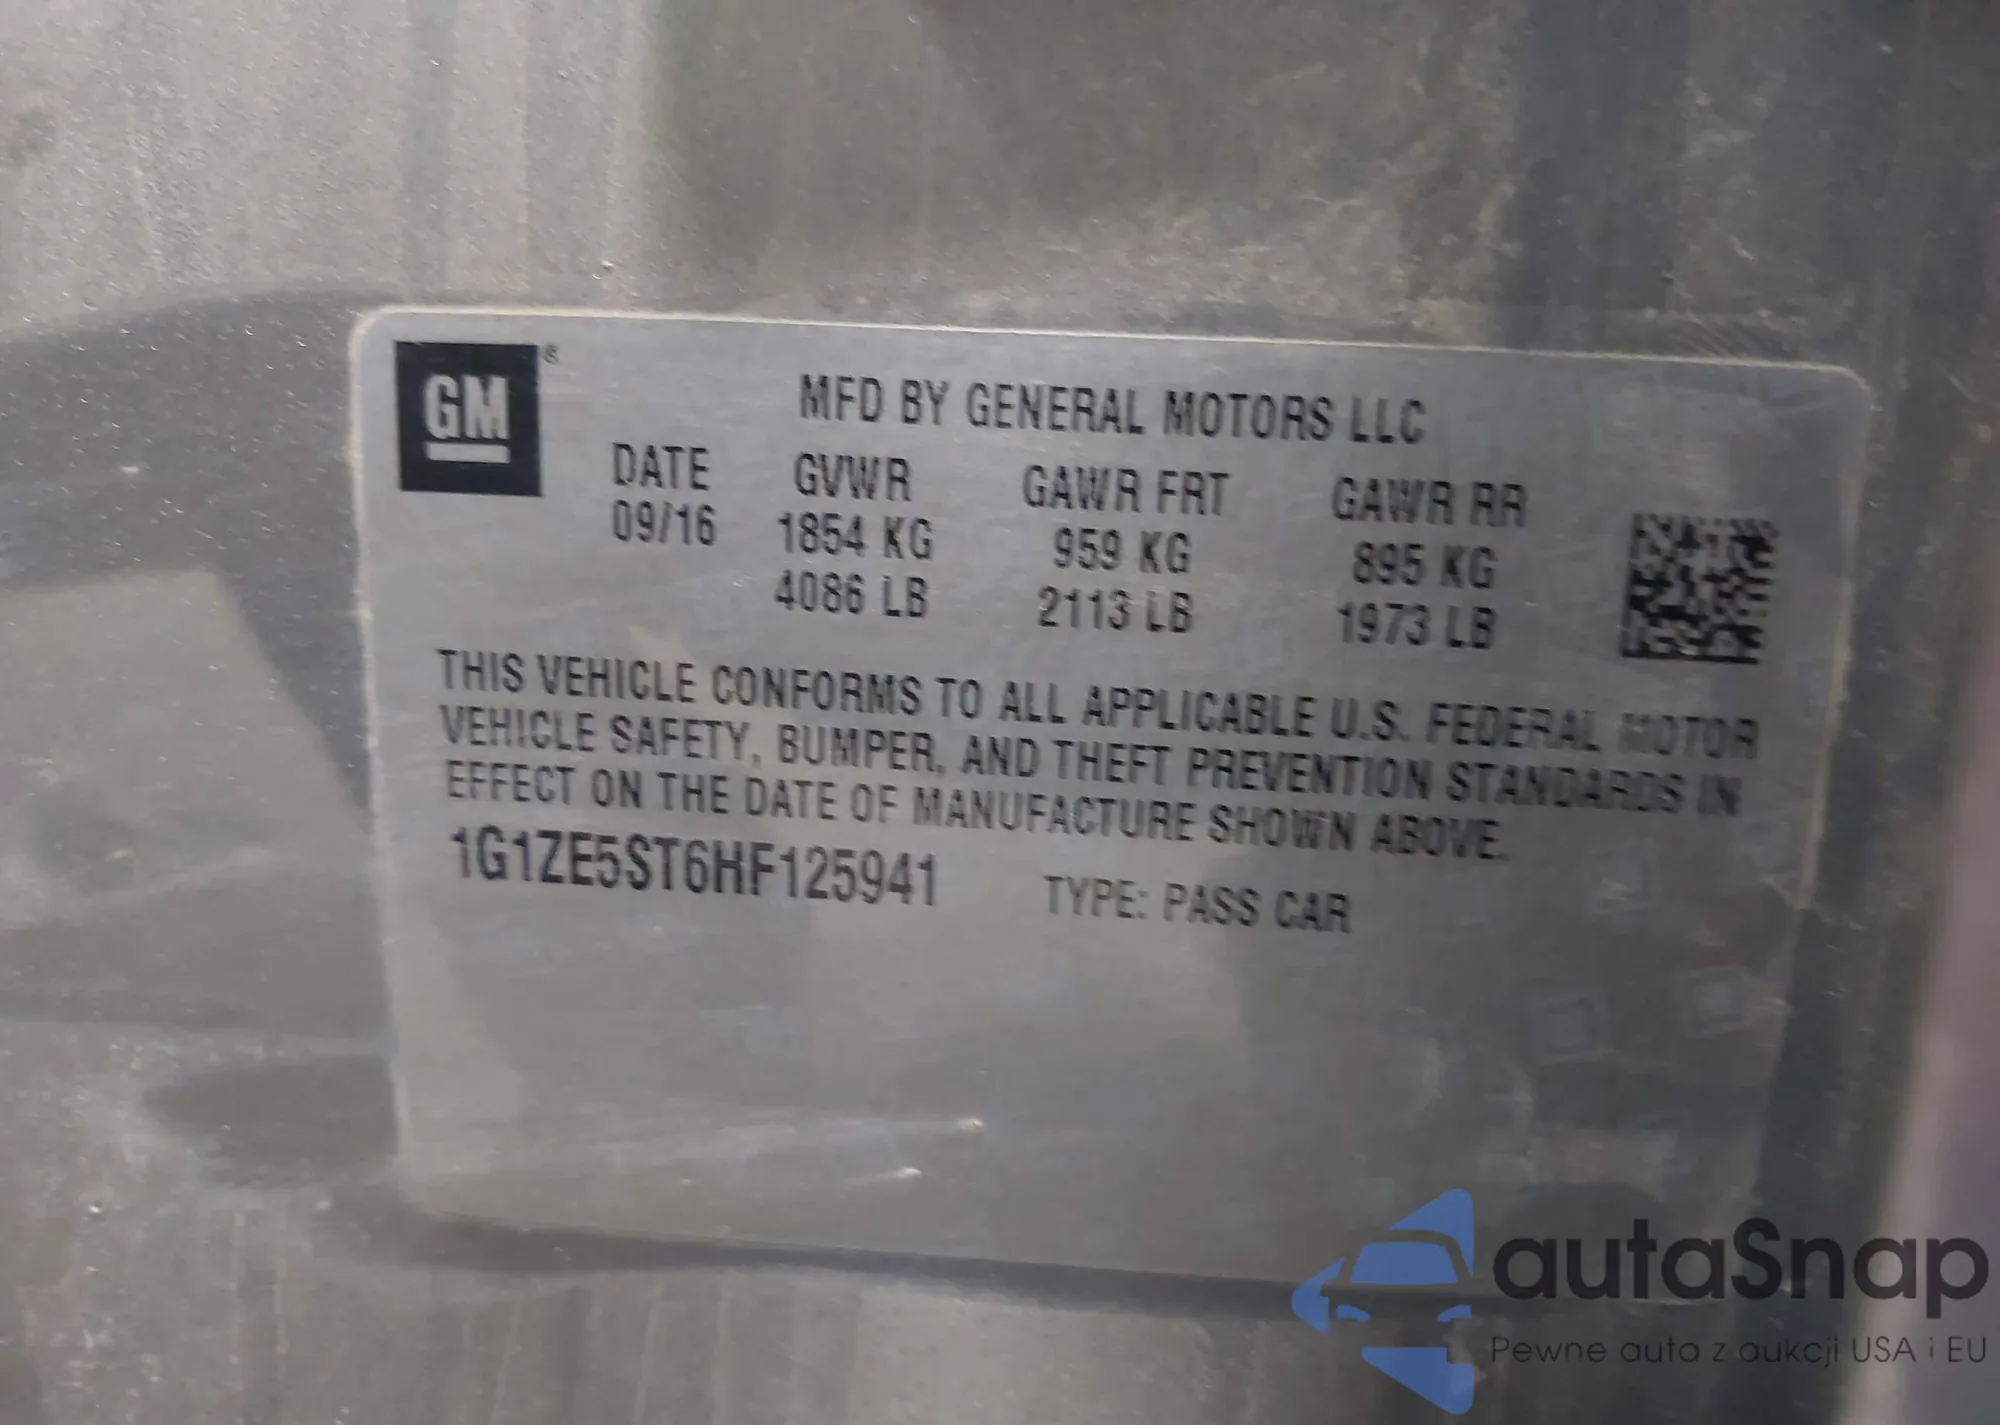 GM®
MFD BY GENERAL MOTORS LLC
DATE GVWR GAWR FRT GAWR RR
09/16 1854 KG 959 KG 895 KG
4086 LB 2113 LB 1973 LB
THIS VEHICLE CONFORMS TO ALL APPLICABLE U.S. FEDERAL MOTOR
VEHICLE SAFETY, BUMPER, AND THEFT PREVENTION STANDARDS IN
EFFECT ON THE DATE OF MANUFACTURE SHOWN ABOVE.
1G1ZE5ST6HF125941 TYPE: PASS CAR
autaSnap
Pewne auta z aukcji USA i EU